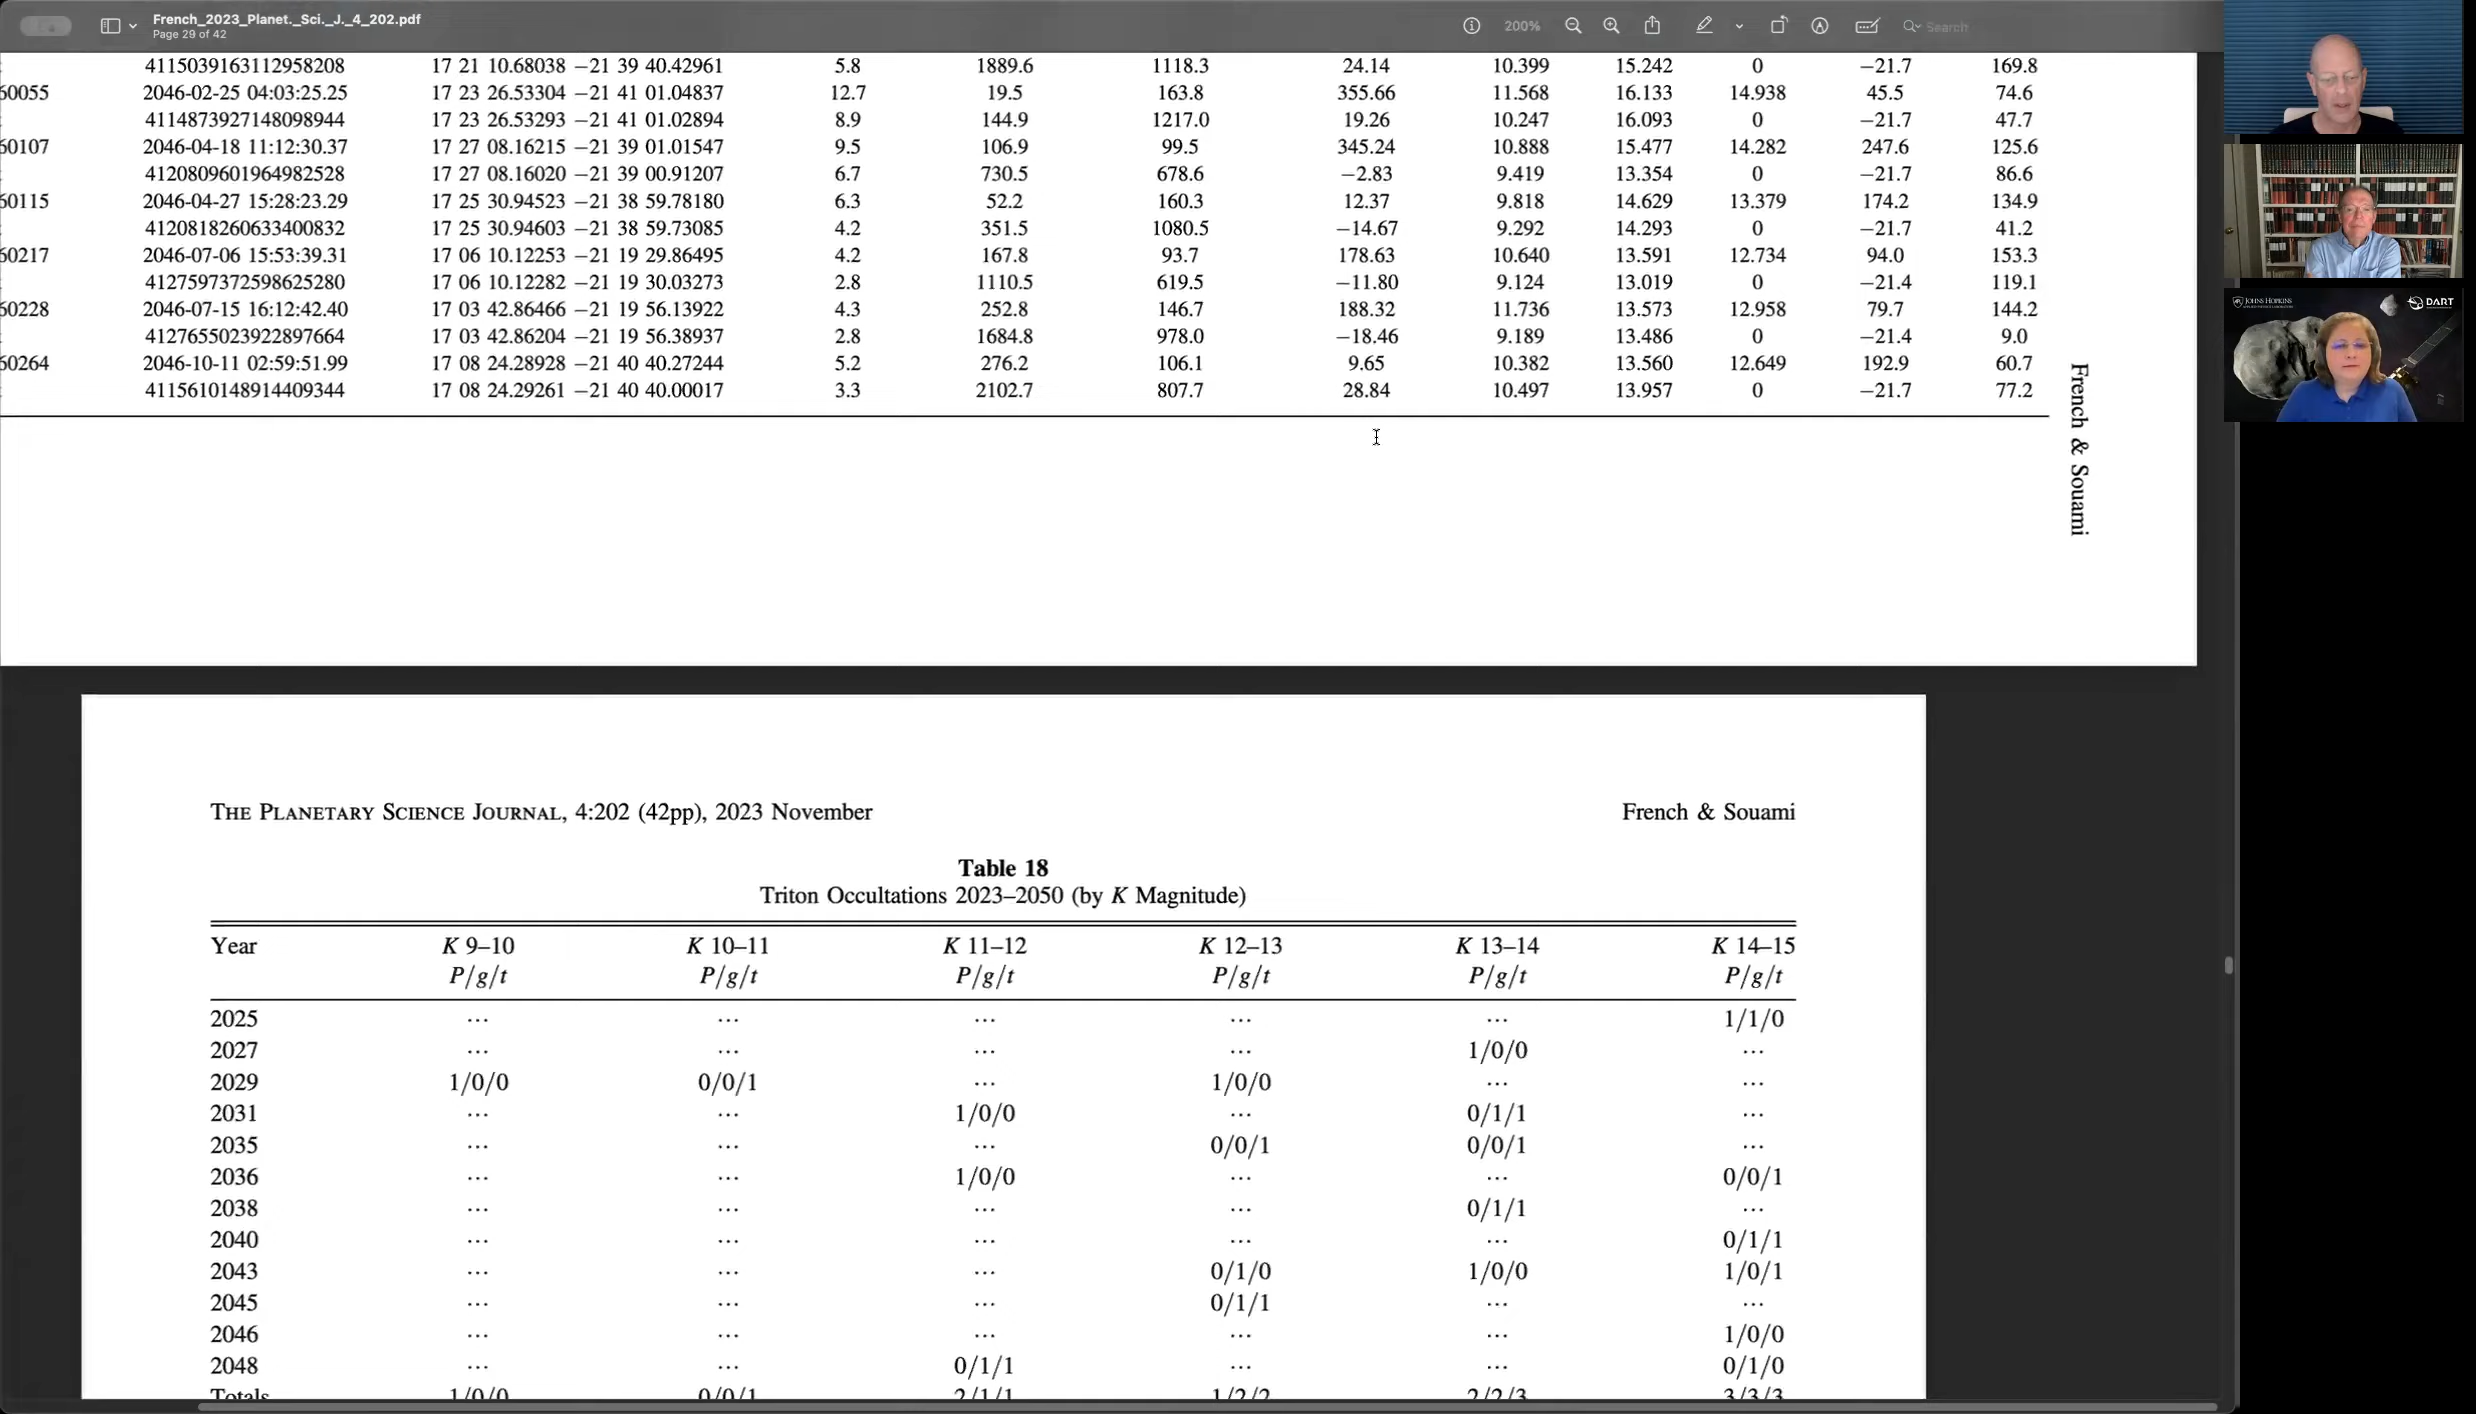 French_2023_Planet._Sci._J._4_202.pdf
Page 29 of 42
200%
Search
4115039163112958208 17 21 10.68038 −21 39 40.42961 5.8 1889.6 1118.3 24.14 10.399 15.242 0 −21.7 169.8
60055 2046-02-25 04:03:25.25 17 23 26.53304 −21 41 01.04837 12.7 19.5 163.8 355.66 11.568 16.133 14.938 45.5 74.6
4114873927148098944 17 23 26.53293 −21 41 01.02894 8.9 144.9 1217.0 19.26 10.247 16.093 0 −21.7 47.7
60107 2046-04-18 11:12:30.37 17 27 08.16215 −21 39 01.01547 9.5 106.9 99.5 345.24 10.888 15.477 14.282 247.6 125.6
4120809601964982528 17 27 08.16020 −21 39 00.91207 6.7 730.5 678.6 −2.83 9.419 13.354 0 −21.7 86.6
60115 2046-04-27 15:28:23.29 17 25 30.94523 −21 38 59.78180 6.3 52.2 160.3 12.37 9.818 14.629 13.379 174.2 134.9
4120818260633400832 17 25 30.94603 −21 38 59.73085 4.2 351.5 1080.5 −14.67 9.292 14.293 0 −21.7 41.2
60217 2046-07-06 15:53:39.31 17 06 10.12253 −21 19 29.86495 4.2 167.8 93.7 178.63 10.640 13.591 12.734 94.0 153.3
4127597372598625280 17 06 10.12282 −21 19 30.03273 2.8 1110.5 619.5 −11.80 9.124 13.019 0 −21.4 119.1
60228 2046-07-15 16:12:42.40 17 03 42.86466 −21 19 56.13922 4.3 252.8 146.7 188.32 11.736 13.573 12.958 79.7 144.2
4127655023922897664 17 03 42.86204 −21 19 56.38937 2.8 1684.8 978.0 −18.46 9.189 13.486 0 −21.4 9.0
60264 2046-10-11 02:59:51.99 17 08 24.28928 −21 40 40.27244 5.2 276.2 106.1 9.65 10.382 13.560 12.649 192.9 60.7
4115610148914409344 17 08 24.29261 −21 40 40.00017 3.3 2102.7 807.7 28.84 10.497 13.957 0 −21.7 77.2
French & Souami
JOHNS HOPKINS
DART
THE PLANETARY SCIENCE JOURNAL, 4:202 (42pp), 2023 November French & Souami
Table 18
Triton Occultations 2023–2050 (by K Magnitude)
Year K 9–10 K 10–11 K 11–12 K 12–13 K 13–14 K 14–15
P/g/t P/g/t P/g/t P/g/t P/g/t P/g/t
2025 ... ... ... ... ... 1/1/0
2027 ... ... ... ... 1/0/0 ...
2029 1/0/0 0/0/1 ... 1/0/0 ... ...
2031 ... ... 1/0/0 ... 0/1/1 ...
2035 ... ... ... 0/0/1 0/0/1 ...
2036 ... ... 1/0/0 ... ... 0/0/1
2038 ... ... ... ... 0/1/1 ...
2040 ... ... ... ... ... 0/1/1
2043 ... ... ... 0/1/0 1/0/0 1/0/1
2045 ... ... ... 0/1/1 ... ...
2046 ... ... ... ... ... 1/0/0
2048 ... ... 0/1/1 ... ... 0/1/0
Totals 1/0/0 0/0/1 2/1/1 1/2/2 2/2/3 3/3/3